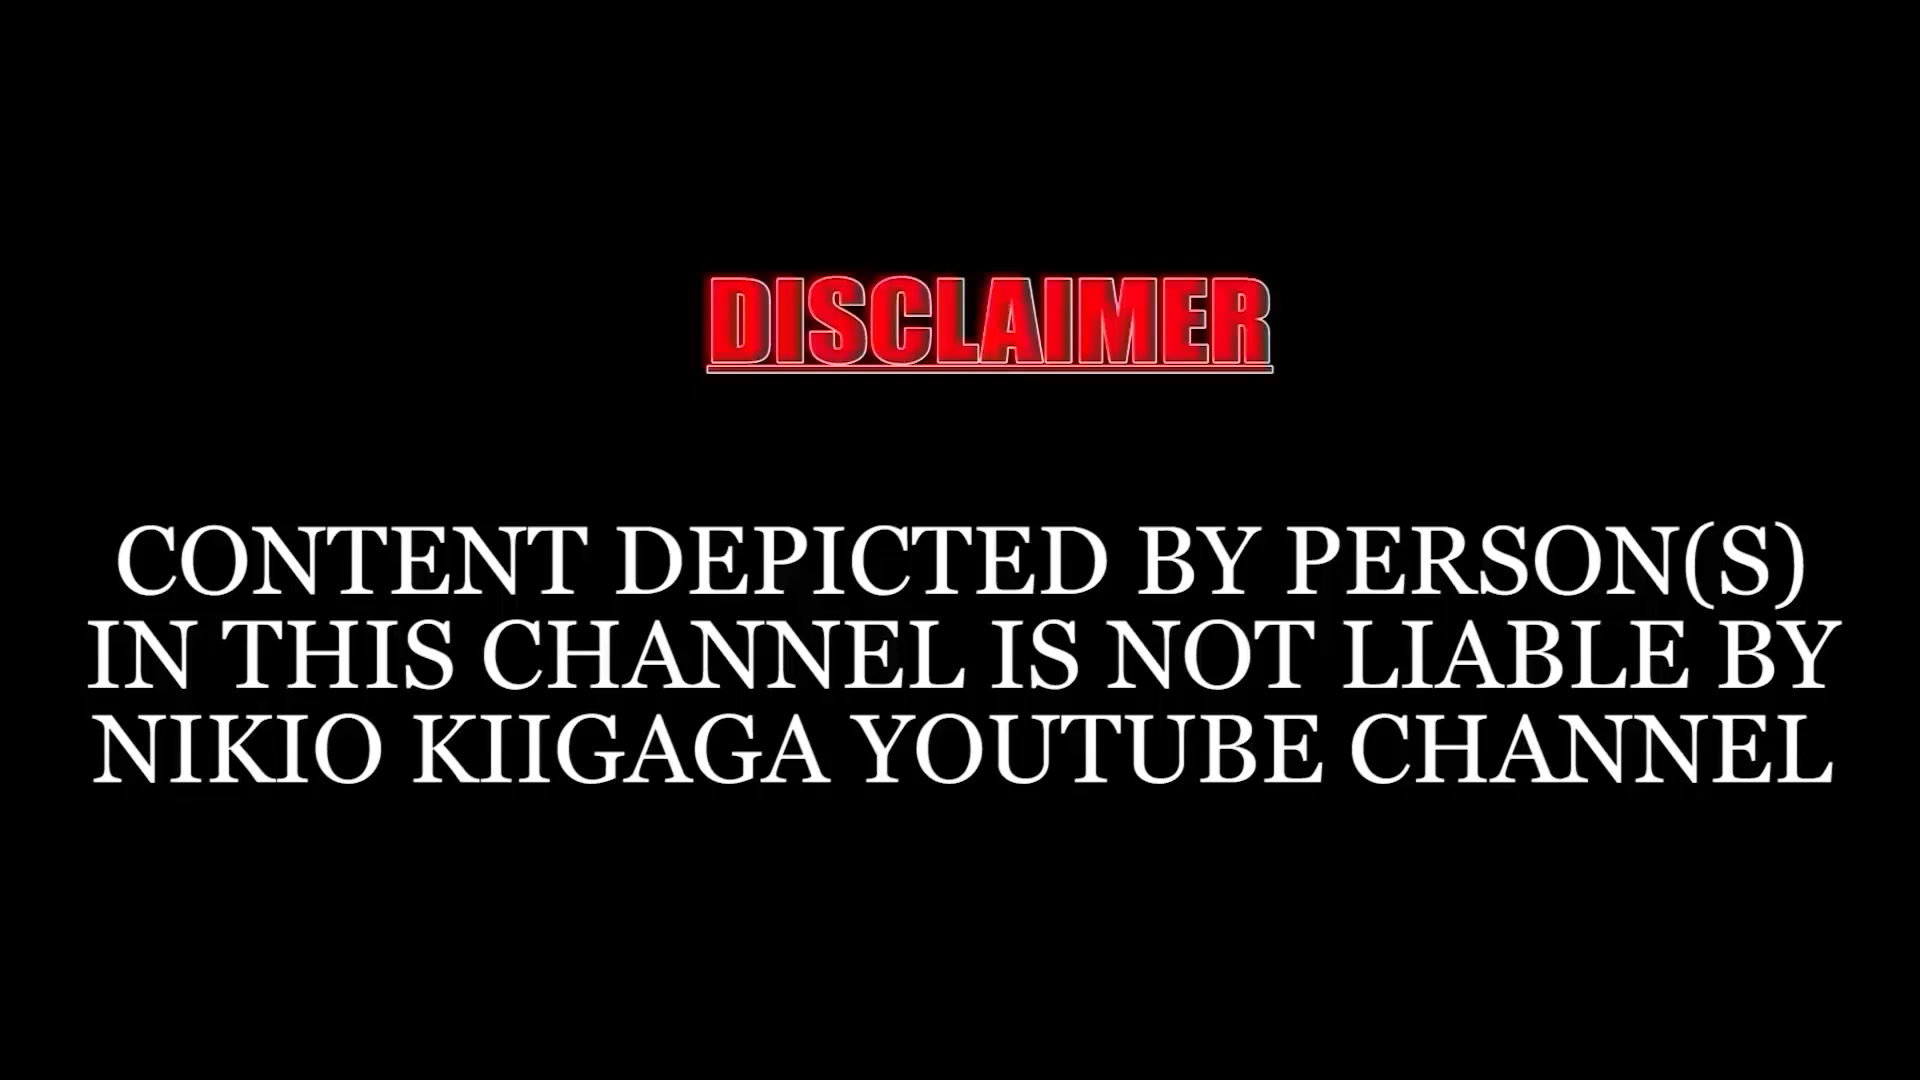 DISCLAIMER
CONTENT DEPICTED BY PERSON(S)
IN THIS CHANNEL IS NOT LIABLE BY
NIKIO KIIGAGA YOUTUBE CHANNEL